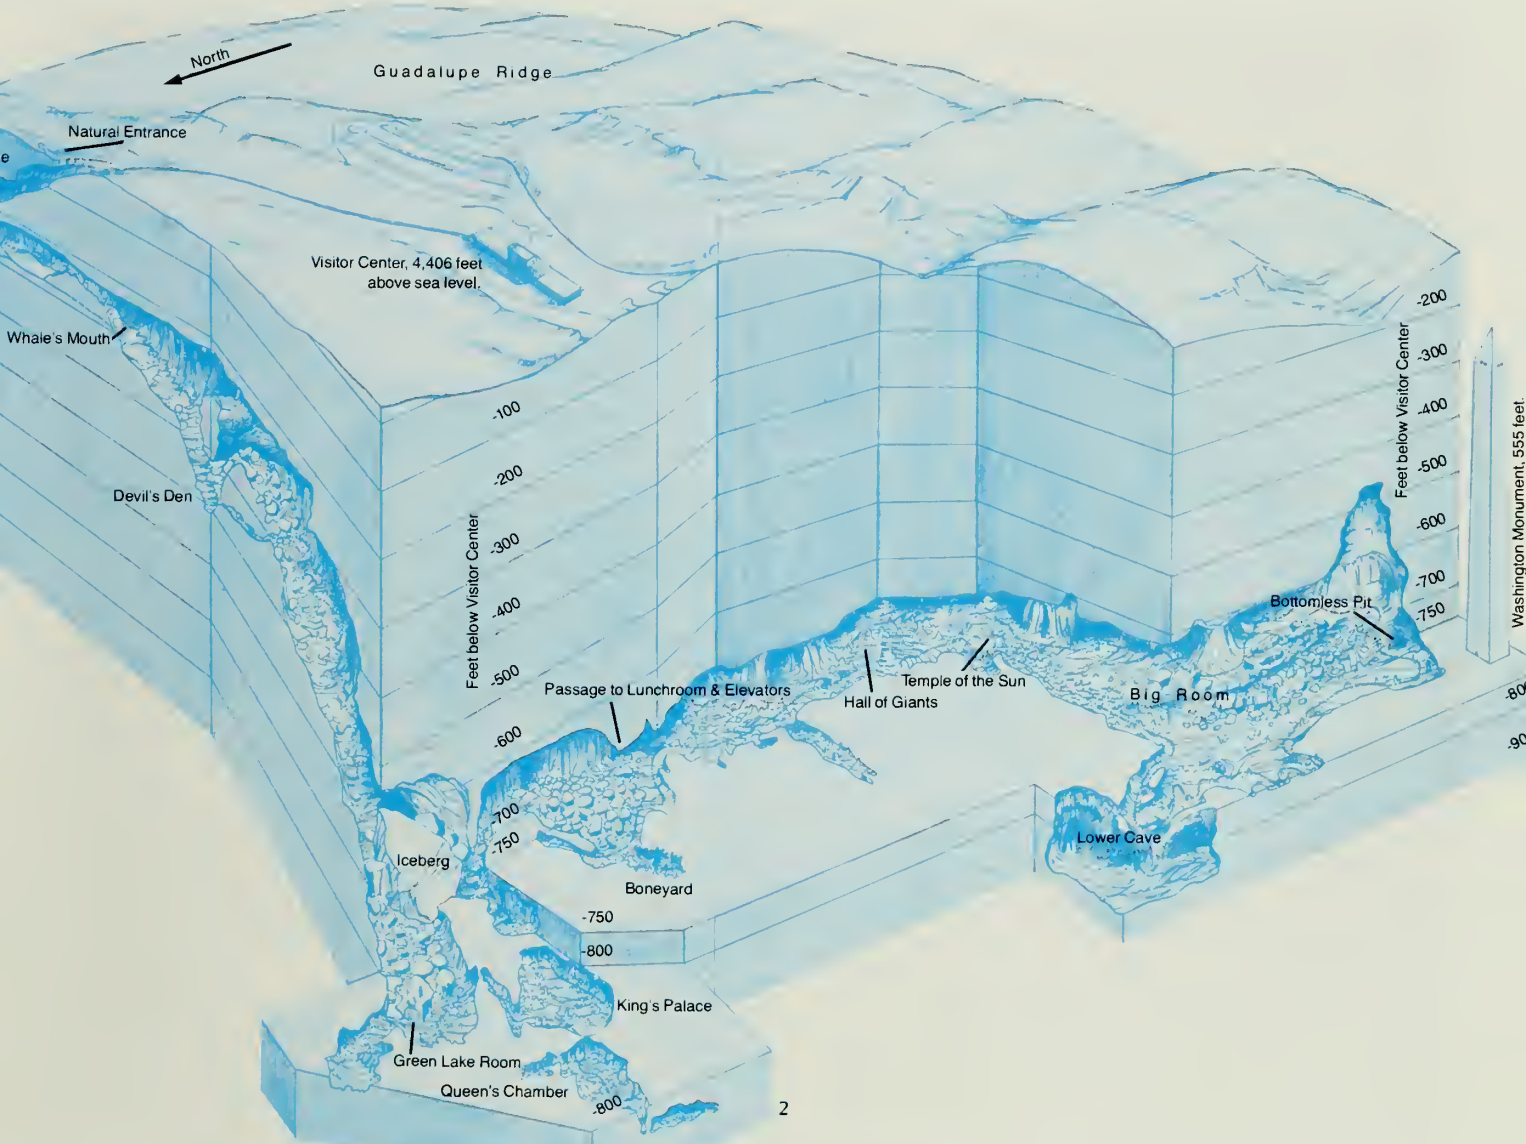 North
Guadalupe Ridge
Natural Entrance
e
Visitor Center, 4,406 feet
above sea level.
Whale's Mouth
Devil's Den
Feet below Visitor Center
-100
-200
-300
-400
-500
-600
-700
-750
Feet below Visitor Center
-200
-300
-400
-500
-600
-700
-750
Washington Monument, 555 feet.
Bottomless Pit
Passage to Lunchroom & Elevators
Temple of the Sun
Hall of Giants
Big Room
-80
-90
Lower Cave
Iceberg
Boneyard
-750
-800
King's Palace
Green Lake Room
Queen's Chamber
-800
2